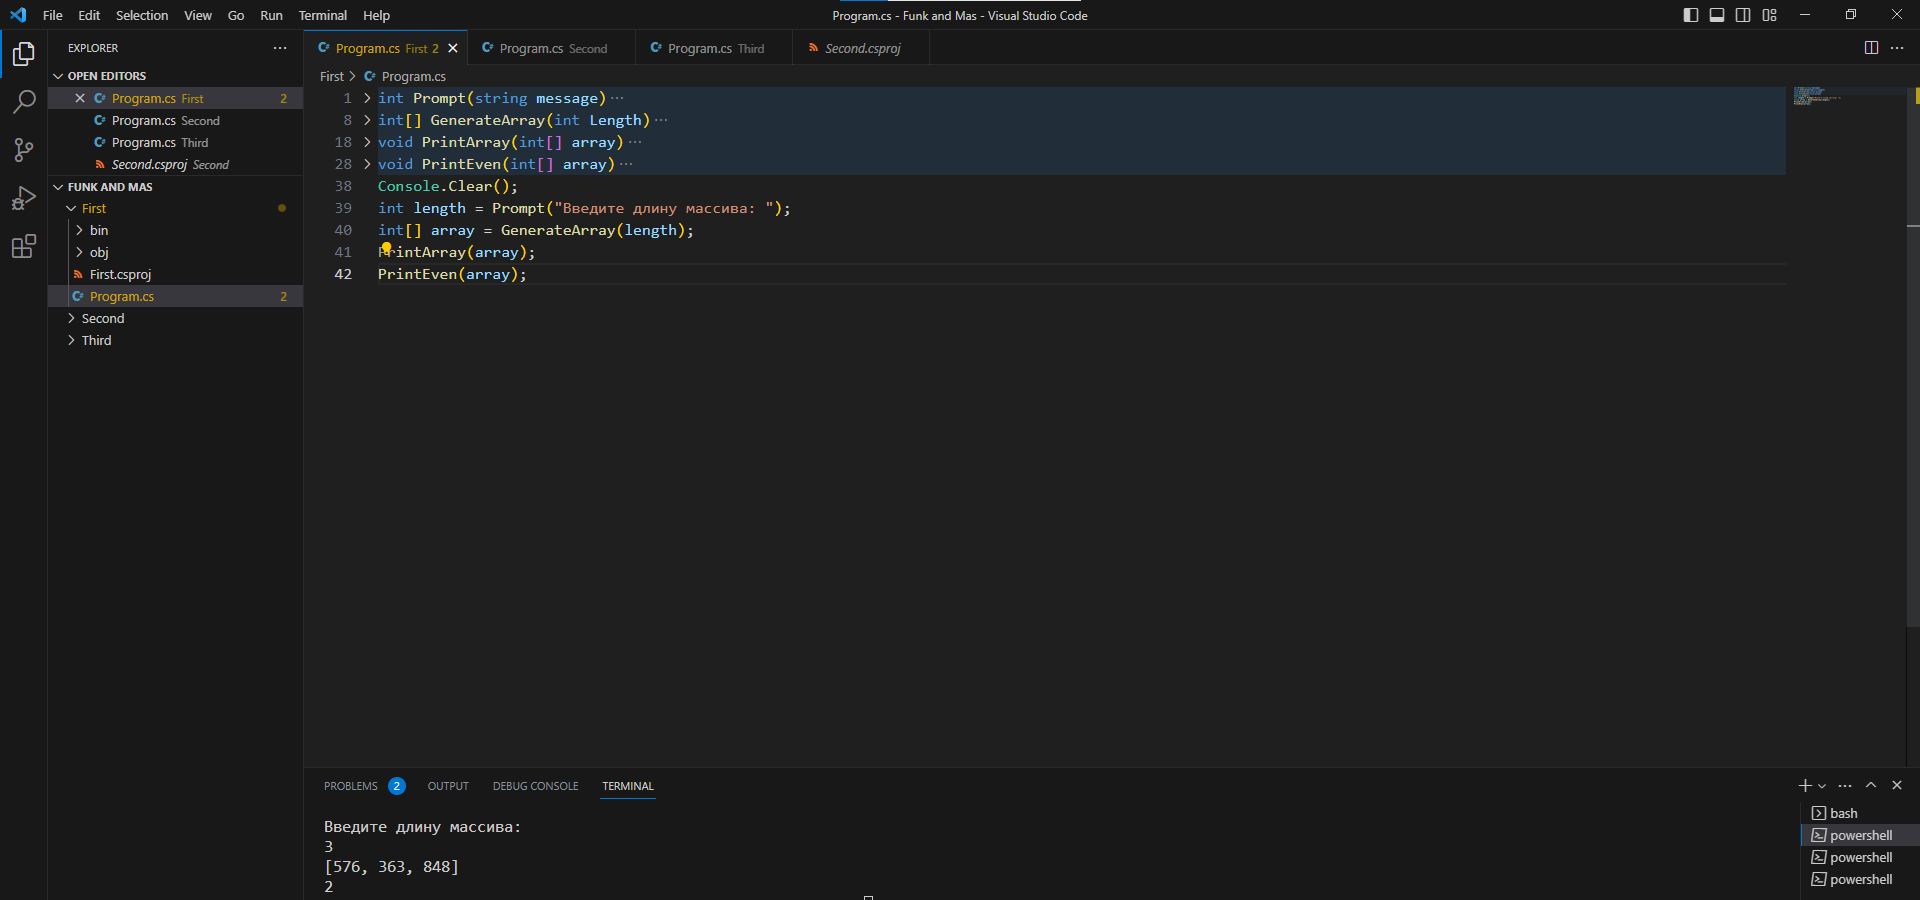 File Edit Selection View Go Run Terminal Help
Program.cs - Funk and Mas - Visual Studio Code
EXPLORER
OPEN EDITORS
Program.cs First 2
Program.cs Second
Program.cs Third
Second.csproj Second
FUNK AND MAS
First
bin
obj
First.csproj
Program.cs 2
Second
Third
Program.cs First 2
Program.cs Second
Program.cs Third
Second.csproj
First > Program.cs
1 int Prompt(string message)···
8 int[] GenerateArray(int Length)···
18 void PrintArray(int[] array)···
28 void PrintEven(int[] array)···
38 Console.Clear();
39 int length = Prompt("Введите длину массива: ");
40 int[] array = GenerateArray(length);
41 PrintArray(array);
42 PrintEven(array);
PROBLEMS 2 OUTPUT DEBUG CONSOLE TERMINAL
Введите длину массива:
3
[576, 363, 848]
2
bash
powershell
powershell
powershell